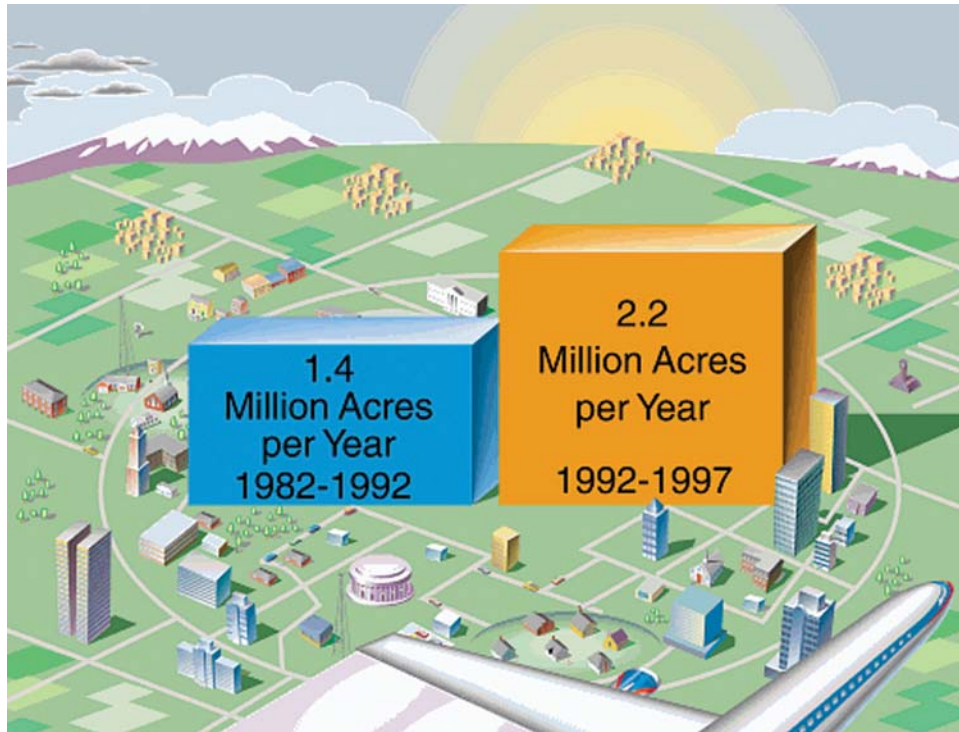 1.4
Million Acres
per Year
1982-1992
2.2
Million Acres
per Year
1992-1997